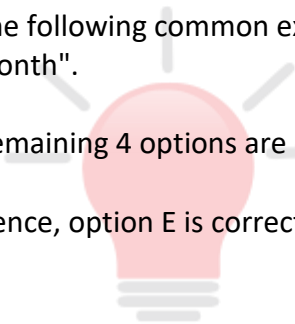 he following common ex
onth".
emaining 4 options are
ence, option E is correct